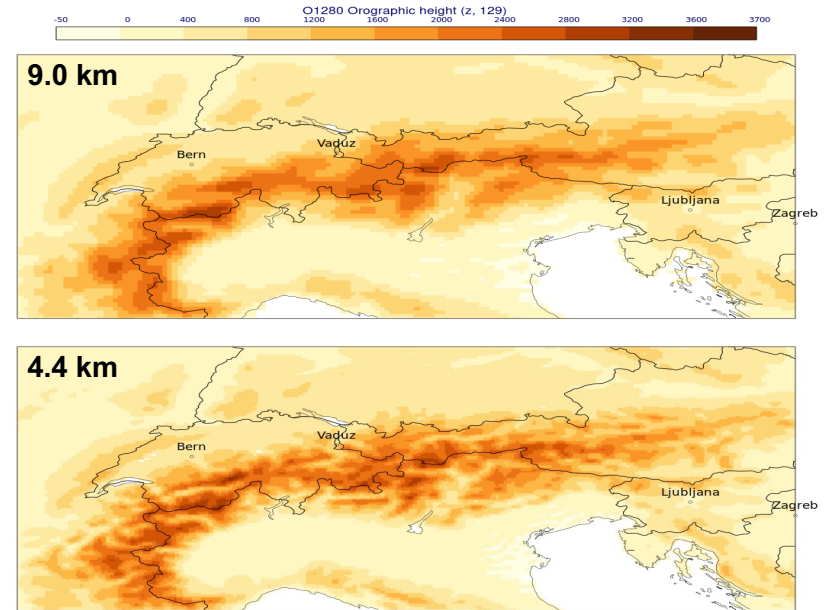 O1280 Orographic height (z, 129)
-50 0 400 800 1200 1600 2000 2400 2800 3200 3600 3700
9.0 km
Vaduz
Bern
Ljubljana
Zagreb
4.4 km
Vaduz
Bern
Ljubljana
Zagreb